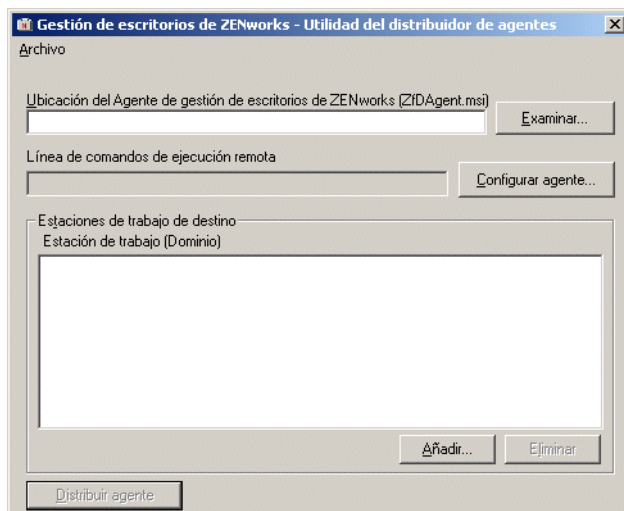 Gestión de escritorios de ZENworks - Utilidad del distribuidor de agentes
Archivo
Ubicación del Agente de gestión de escritorios de ZENworks (ZfDAgent.msi)
Examinar...
Línea de comandos de ejecución remota
Configurar agente...
Estaciones de trabajo de destino
Estación de trabajo (Dominio)
Añadir...
Eliminar
Distribuir agente